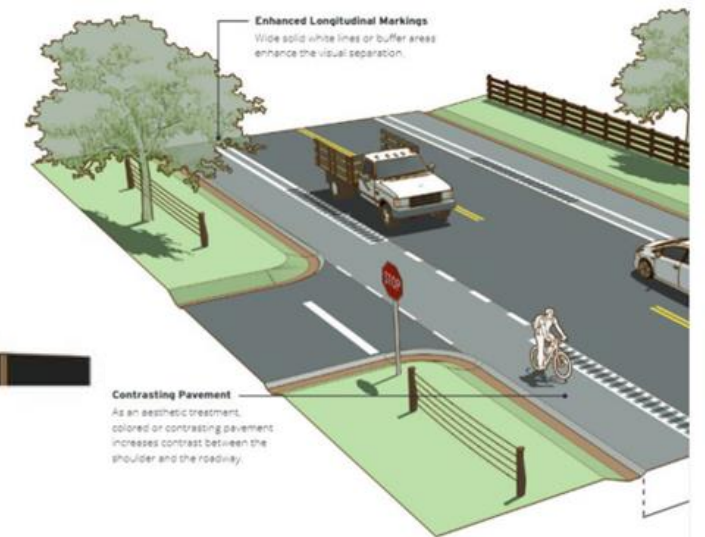 Enhanced Longitudinal Markings
Wide solid white lines or buffer areas
enhance the visual separation.
STOP
Contrasting Pavement
As an aesthetic treatment,
colored or contrasting pavement
increases contrast between the
shoulder and the roadway.